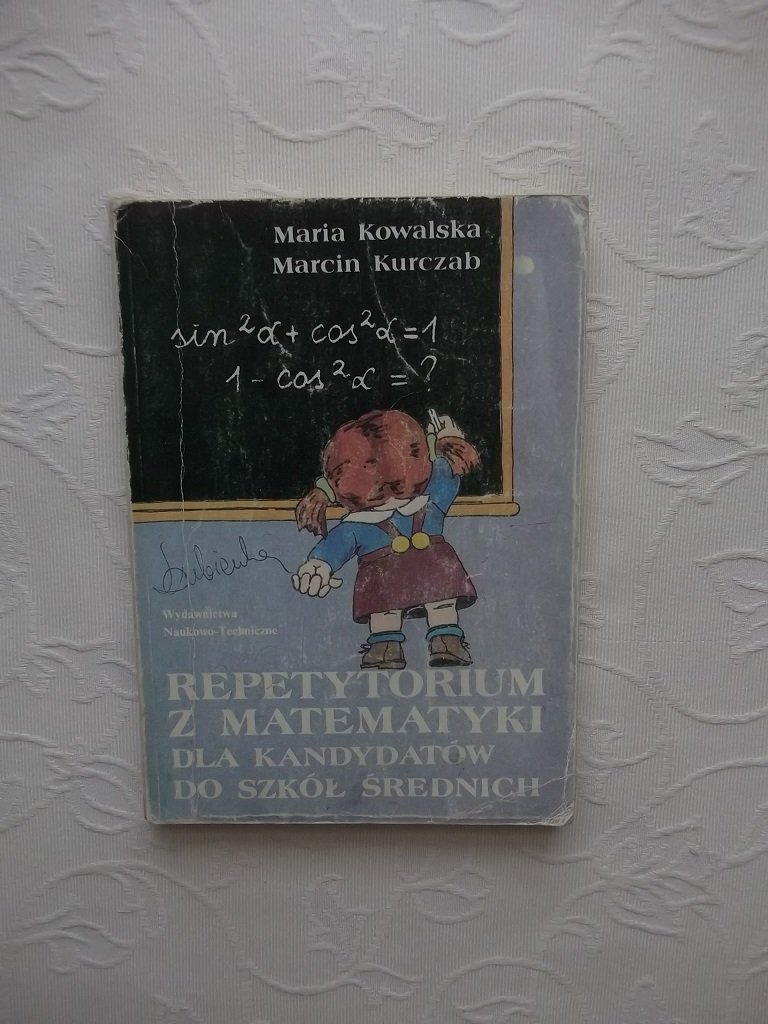 Maria Kowalska
Marcin Kurczab
sin²α + cos²α = 1
1 - cos²α = ?
Wydawnictwa
Naukowo-Techniczne
REPETYTORIUM
Z MATEMATYKI
DLA KANDYDATÓW
DO SZKÓŁ ŚREDNICH